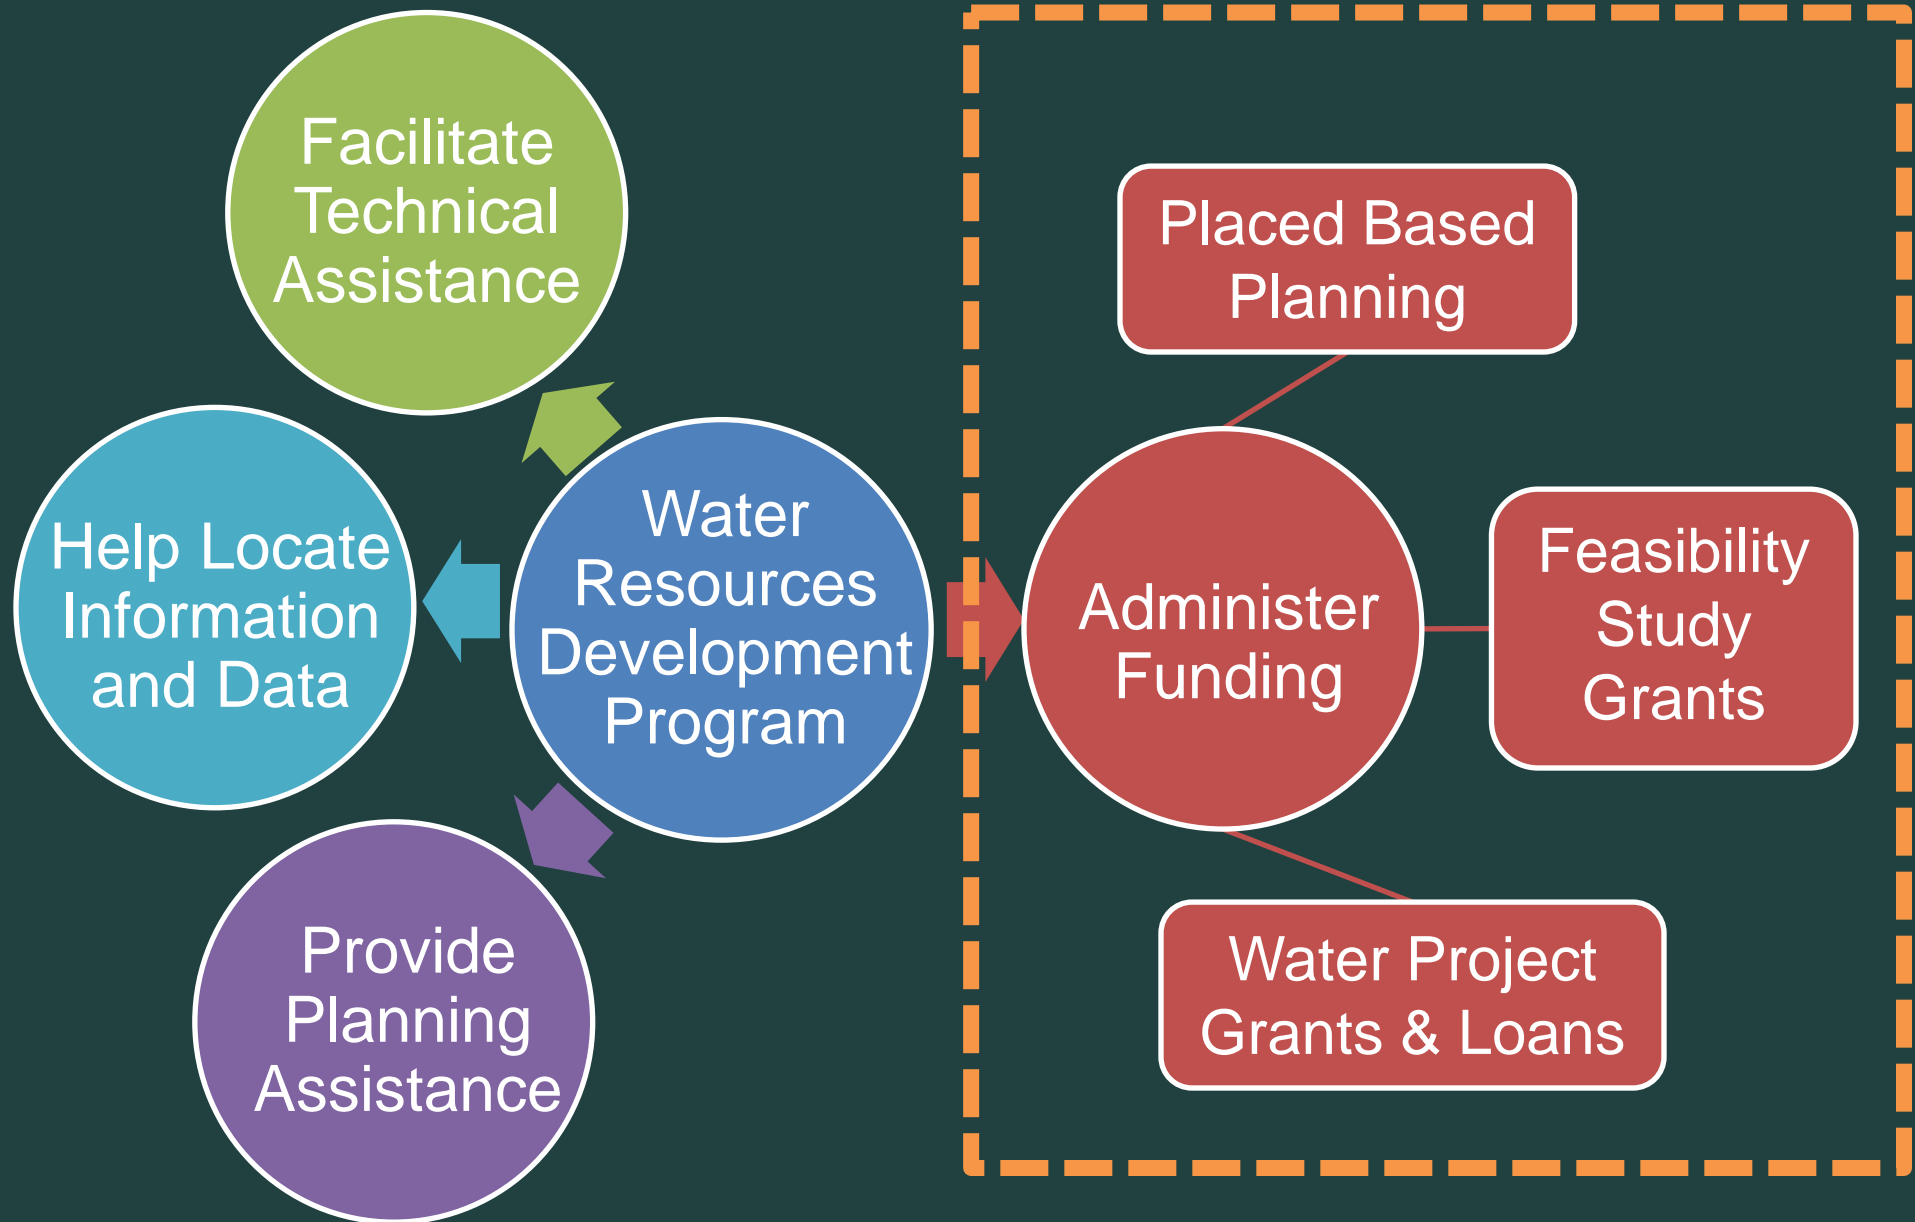 Facilitate
Technical
Assistance
Help Locate
Information
and Data
Provide
Planning
Assistance
Water
Resources
Development
Program
Administer
Funding
Placed Based
Planning
Feasibility
Study
Grants
Water Project
Grants & Loans